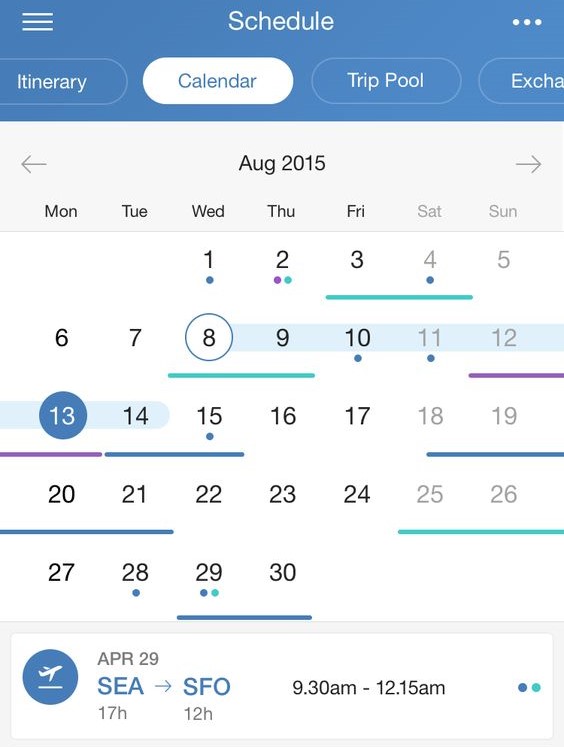 Schedule
Itinerary Calendar Trip Pool Excha
Aug 2015
Mon Tue Wed Thu Fri Sat Sun
1 2 3 4 5
6 7 8 9 10 11 12
13 14 15 16 17 18 19
20 21 22 23 24 25 26
27 28 29 30
APR 29
SEA → SFO 9.30am - 12.15am
17h 12h